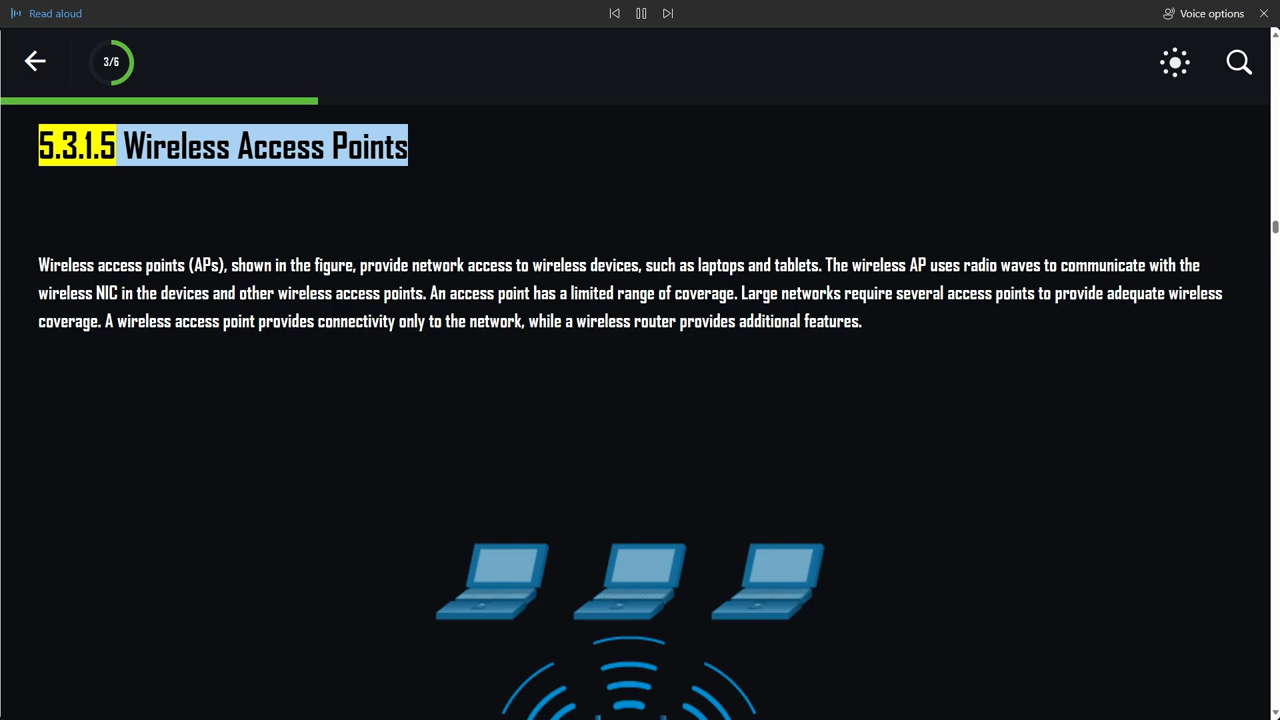 Read aloud
Voice options
3/6
5.3.1.5 Wireless Access Points
Wireless access points (APs), shown in the figure, provide network access to wireless devices, such as laptops and tablets. The wireless AP uses radio waves to communicate with the
wireless NIC in the devices and other wireless access points. An access point has a limited range of coverage. Large networks require several access points to provide adequate wireless
coverage. A wireless access point provides connectivity only to the network, while a wireless router provides additional features.